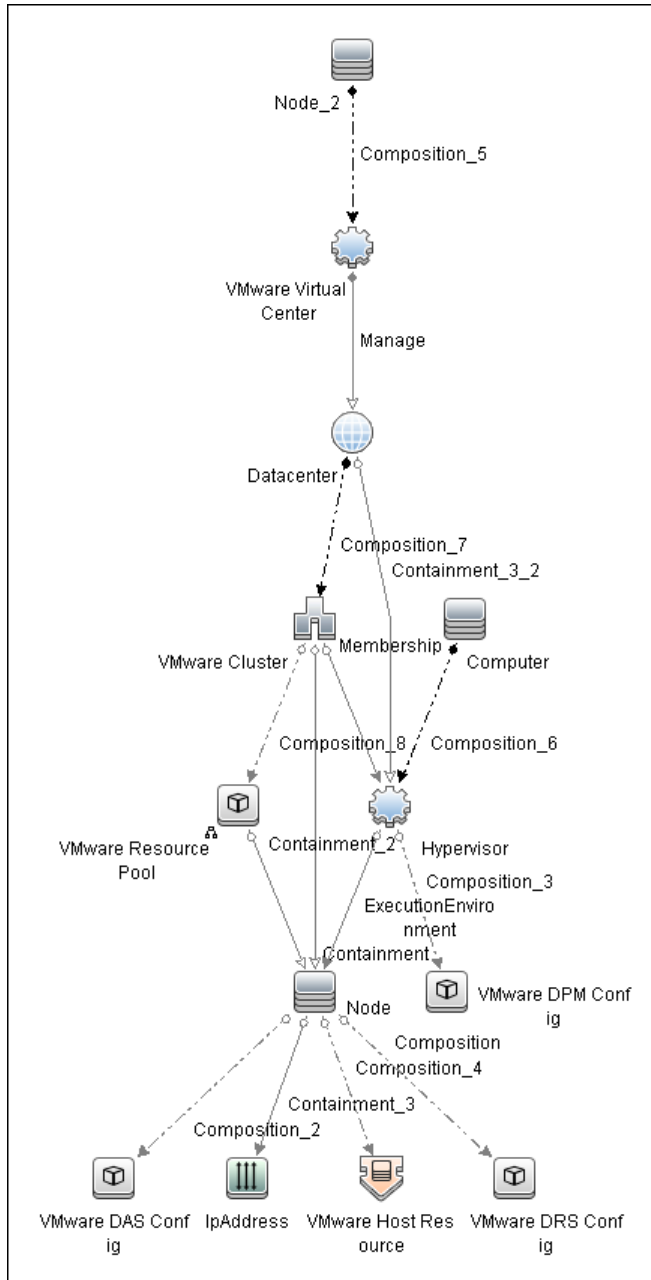 Node_2
Composition_5
VMware Virtual
Center
Manage
Datacenter
Composition_7
Containment_3_2
VMware Cluster
Membership
Computer
Composition_8
Composition_6
VMware Resource
Pool
Containment_2
Hypervisor
Composition_3
ExecutionEnviro
nment
Containment
Node
VMware DPM Conf
ig
Composition
Composition_4
Containment_3
Composition_2
VMware DAS Conf
ig
IpAddress
VMware Host Res
ource
VMware DRS Conf
ig